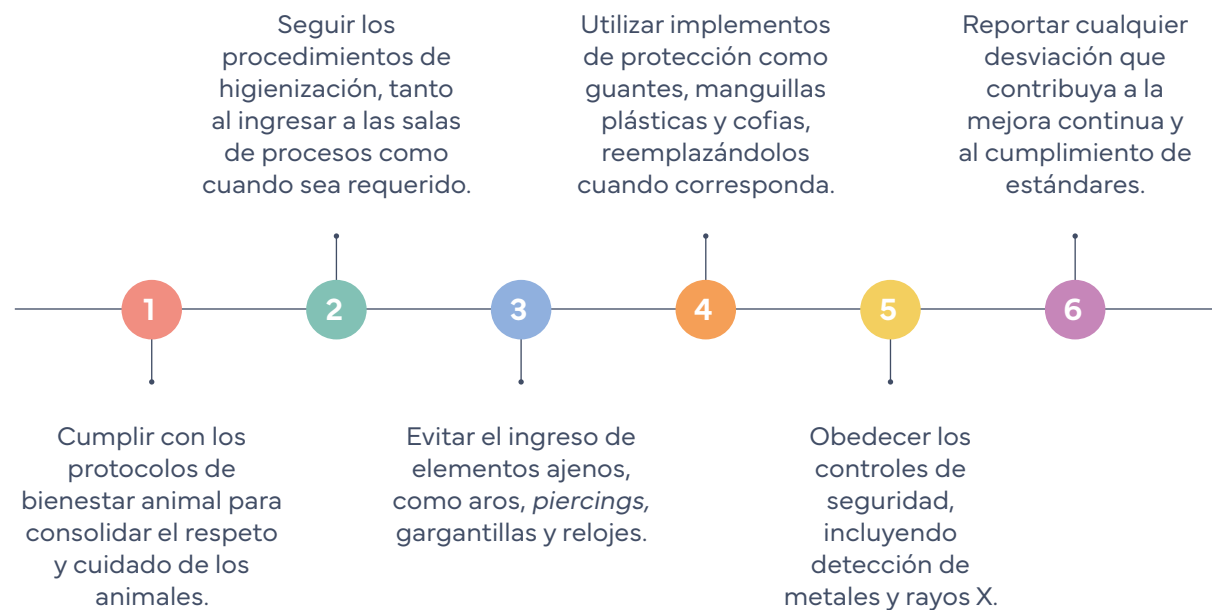 1
Cumplir con los
protocolos de
bienestar animal para
consolidar el respeto
y cuidado de los
animales.
Seguir los
procedimientos de
higienización, tanto
al ingresar a las salas
de procesos como
cuando sea requerido.
2
3
Evitar el ingreso de
elementos ajenos,
como aros, piercings,
gargantillas y relojes.
Utilizar implementos
de protección como
guantes, manguillas
plásticas y cofias,
reemplazándolos
cuando corresponda.
4
5
Obedecer los
controles de
seguridad,
incluyendo
detección de
metales y rayos X.
Reportar cualquier
desviación que
contribuya a la
mejora continua y
al cumplimiento de
estándares.
6